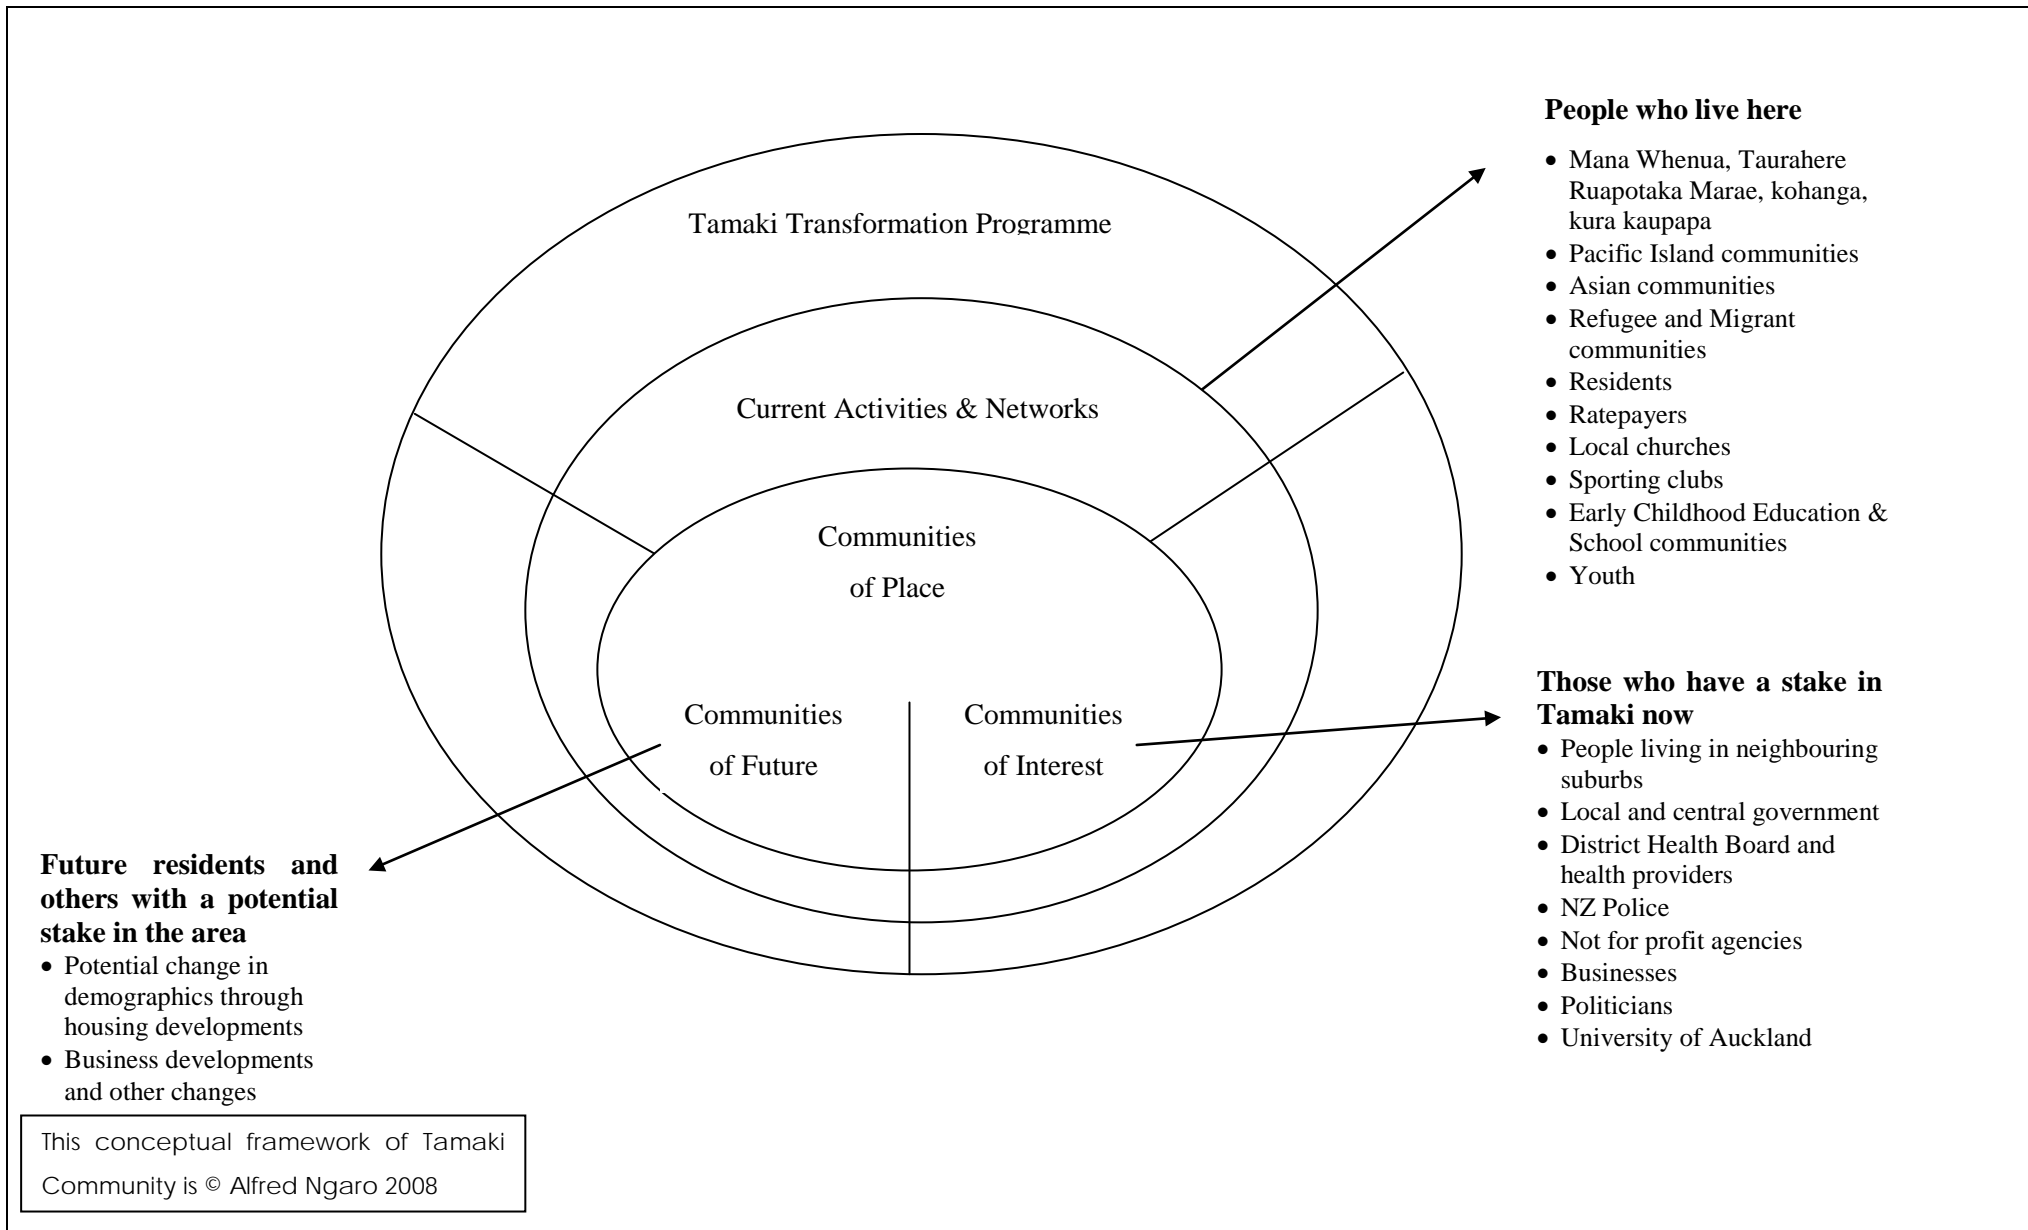 Tamaki Transformation Programme
Current Activities & Networks
Communities
of Place
Communities
of Future
Communities
of Interest
People who live here
• Mana Whenua, Taurahere
Ruapotaka Marae, kohanga,
kura kaupapa
• Pacific Island communities
• Asian communities
• Refugee and Migrant
communities
• Residents
• Ratepayers
• Local churches
• Sporting clubs
• Early Childhood Education &
School communities
• Youth
Those who have a stake in
Tamaki now
• People living in neighbouring
suburbs
• Local and central government
• District Health Board and
health providers
• NZ Police
• Not for profit agencies
• Businesses
• Politicians
• University of Auckland
Future residents and
others with a potential
stake in the area
• Potential change in
demographics through
housing developments
• Business developments
and other changes
This conceptual framework of Tamaki
Community is © Alfred Ngaro 2008